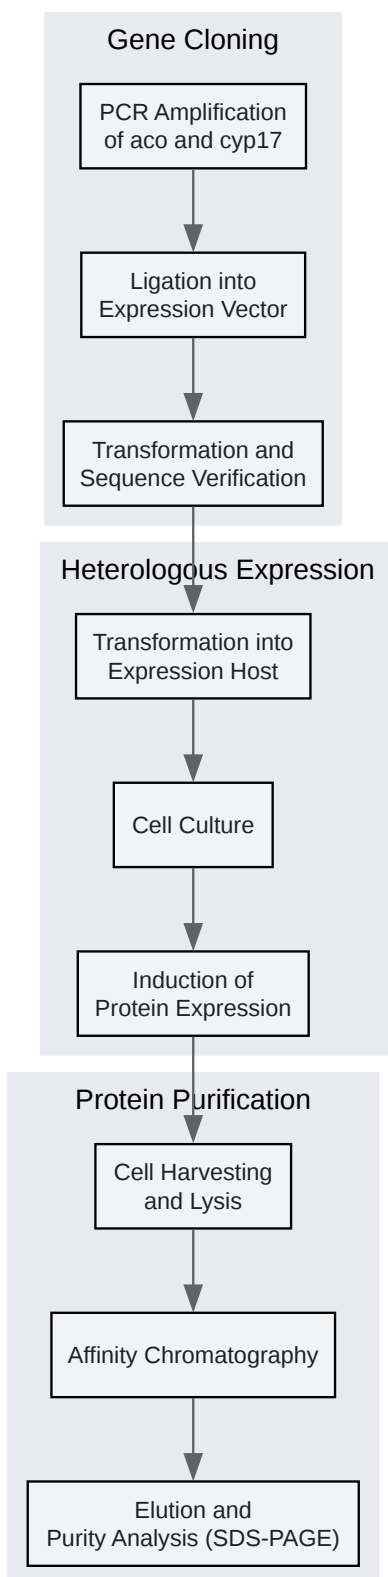 Gene Cloning
PCR Amplification
of aco and cyp17
Ligation into
Expression Vector
Transformation and
Sequence Verification
Heterologous Expression
Transformation into
Expression Host
Cell Culture
Induction of
Protein Expression
Protein Purification
Cell Harvesting
and Lysis
Affinity Chromatography
Elution and
Purity Analysis (SDS-PAGE)